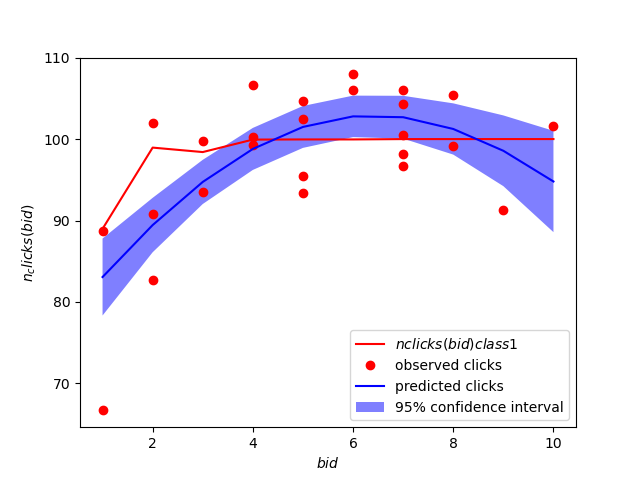 110
100
90
80
70
n_clicks(bid)
2
4
6
8
10
bid
nclicks(bid)class1
observed clicks
predicted clicks
95% confidence interval